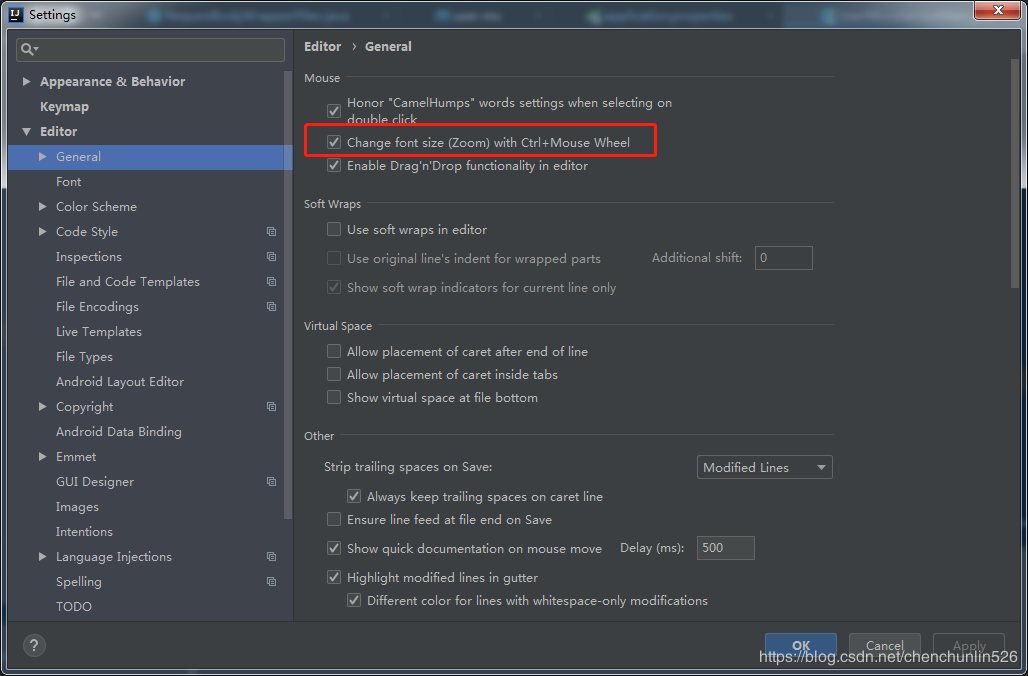 Settings
Editor › General
Appearance & Behavior
Keymap
Editor
General
Font
Color Scheme
Code Style
Inspections
File and Code Templates
File Encodings
Live Templates
File Types
Android Layout Editor
Copyright
Android Data Binding
Emmet
GUI Designer
Images
Intentions
Language Injections
Spelling
TODO
Mouse
Honor "CamelHumps" words settings when selecting on
double click
Change font size (Zoom) with Ctrl+Mouse Wheel
Enable Drag'n'Drop functionality in editor
Soft Wraps
Use soft wraps in editor
Use original line's indent for wrapped parts Additional shift: 0
Show soft wrap indicators for current line only
Virtual Space
Allow placement of caret after end of line
Allow placement of caret inside tabs
Show virtual space at file bottom
Other
Strip trailing spaces on Save: Modified Lines
Always keep trailing spaces on caret line
Ensure line feed at file end on Save
Show quick documentation on mouse move Delay (ms): 500
Highlight modified lines in gutter
Different color for lines with whitespace-only modifications
? OK Cancel Apply
https://blog.csdn.net/chenchunlin526